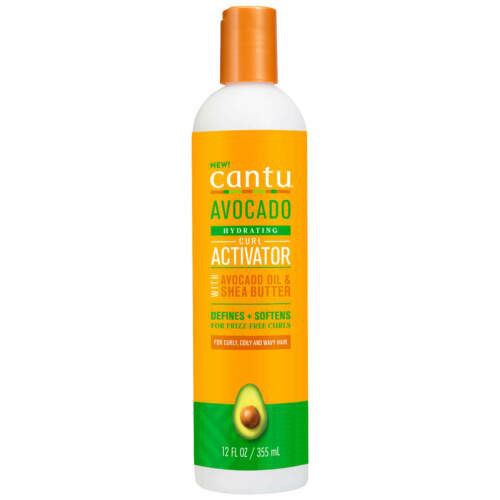 NEW!
cantu
AVOCADO
HYDRATING
CURL
ACTIVATOR
WITH AVOCADO OIL &
SHEA BUTTER
DEFINES + SOFTENS
FOR FRIZZ-FREE CURLS
FOR CURLY, COILY AND WAVY HAIR
12 FL OZ / 355 mL